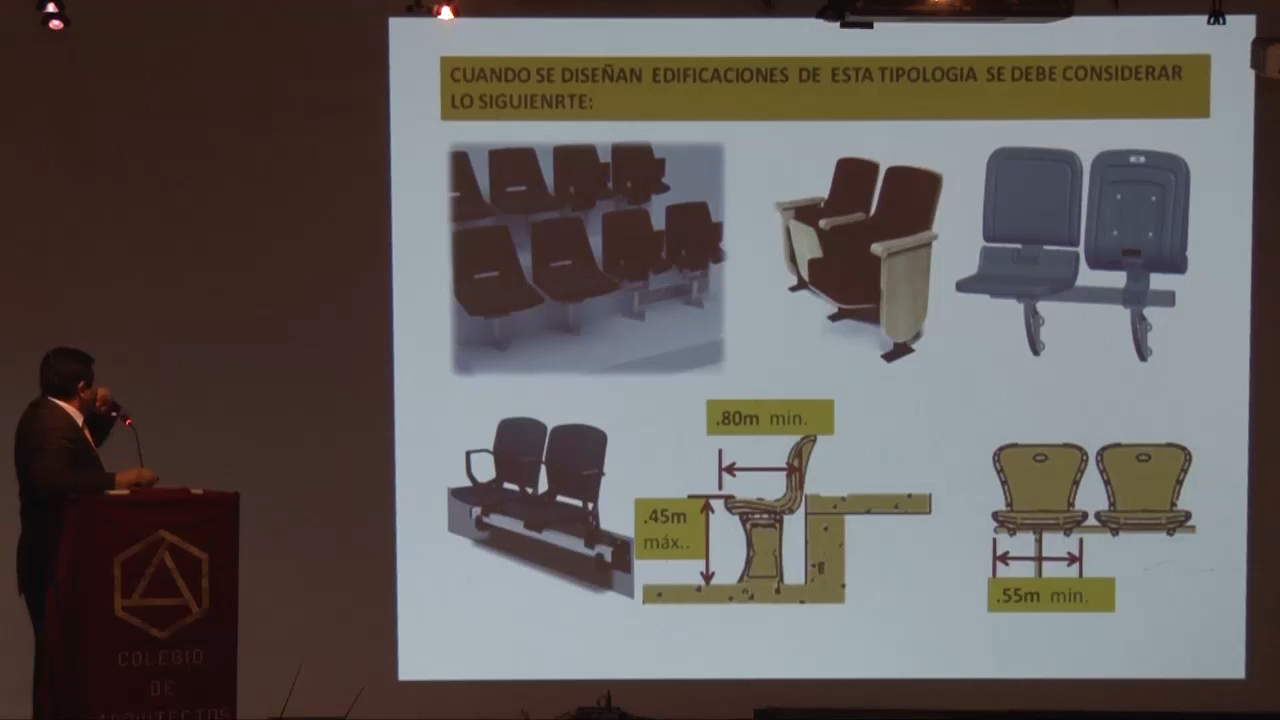 CUANDO SE DISEÑAN EDIFICACIONES DE ESTA TIPOLOGIA SE DEBE CONSIDERAR
LO SIGUIENRTE:
.80m min.
.45m
máx..
.55m min.
COLEGIO
DE
ARQUITECTOS